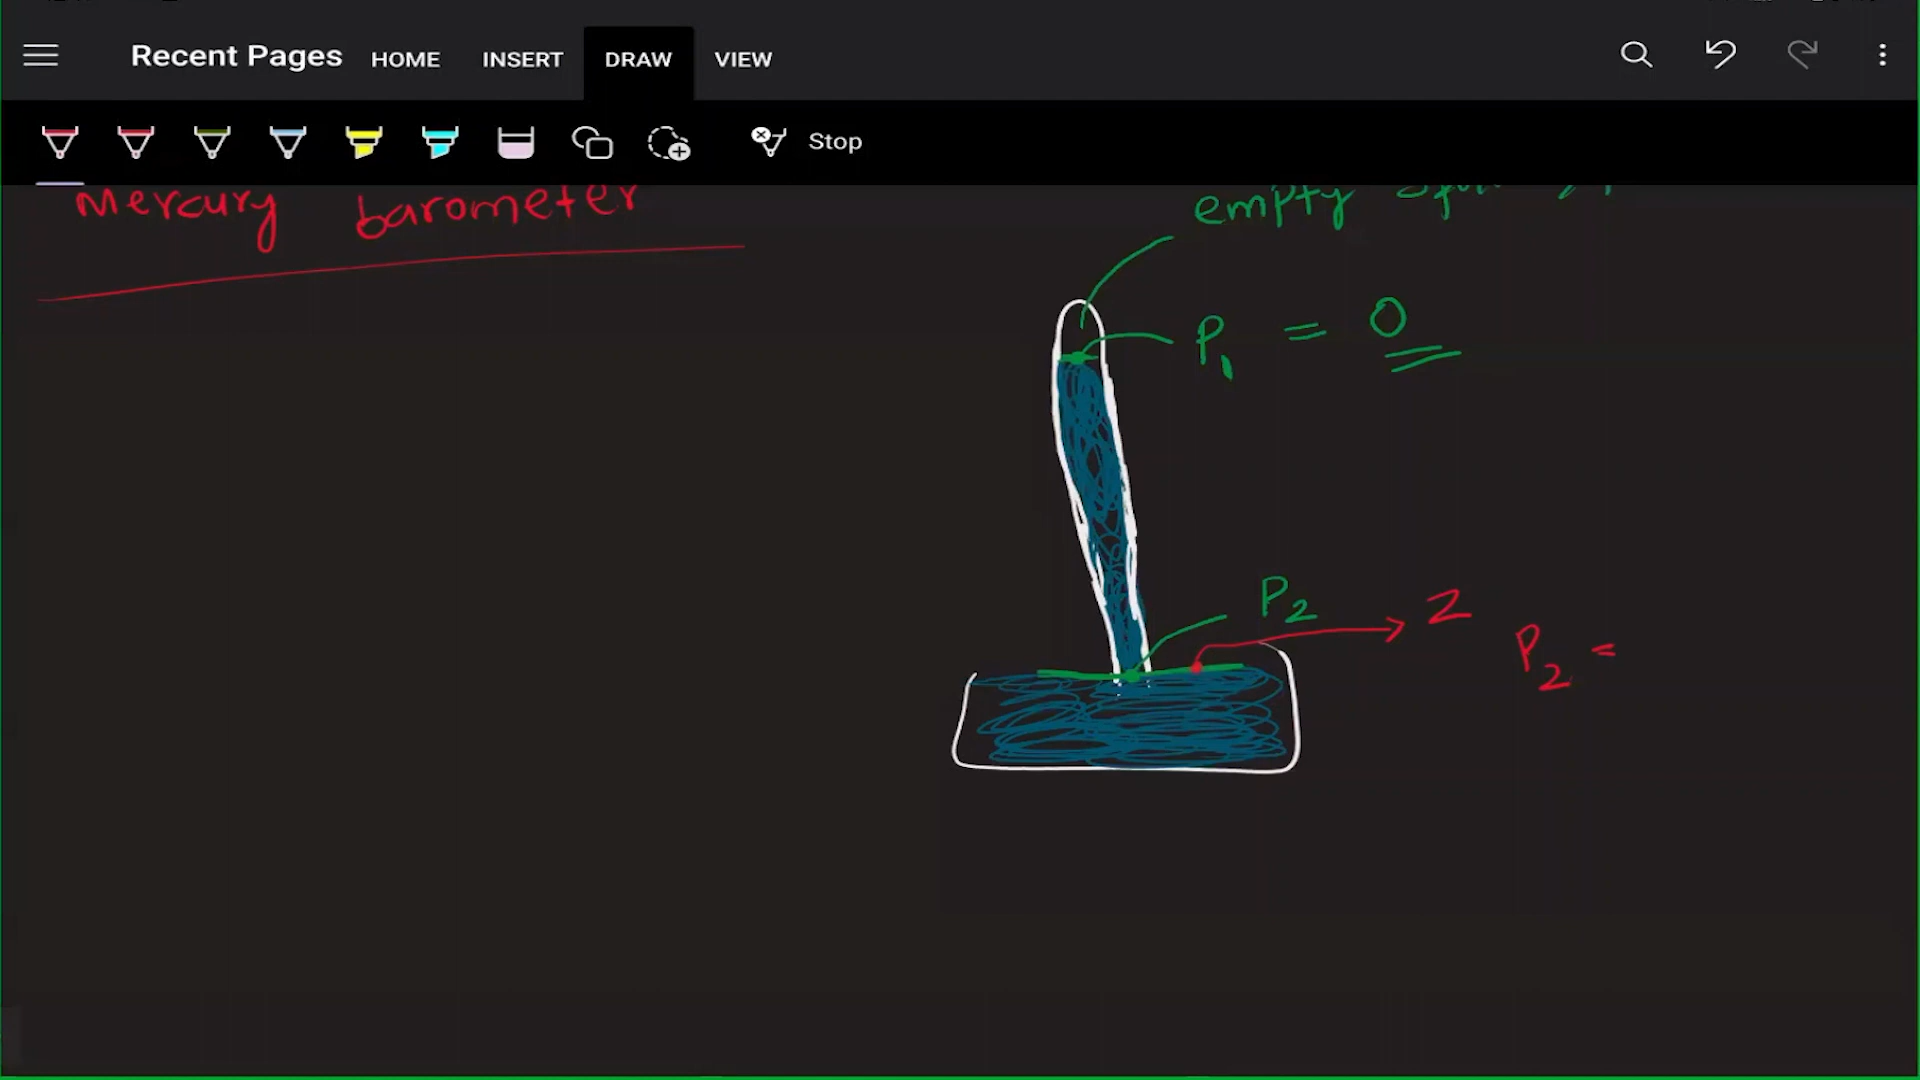 Recent Pages HOME INSERT DRAW VIEW
Stop
Mercury barometer
empty
P1 = 0
P2
2
P2 =